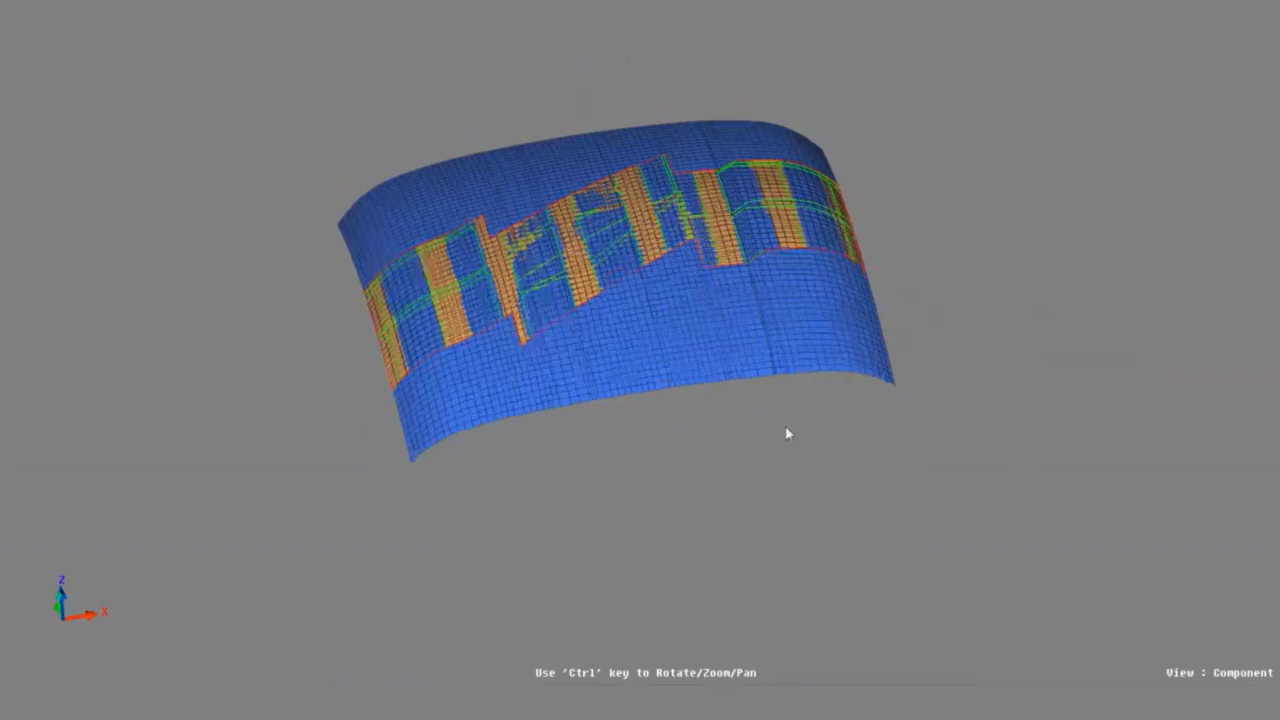 Z
X
Use 'Ctrl' key to Rotate/Zoom/Pan
View : Component